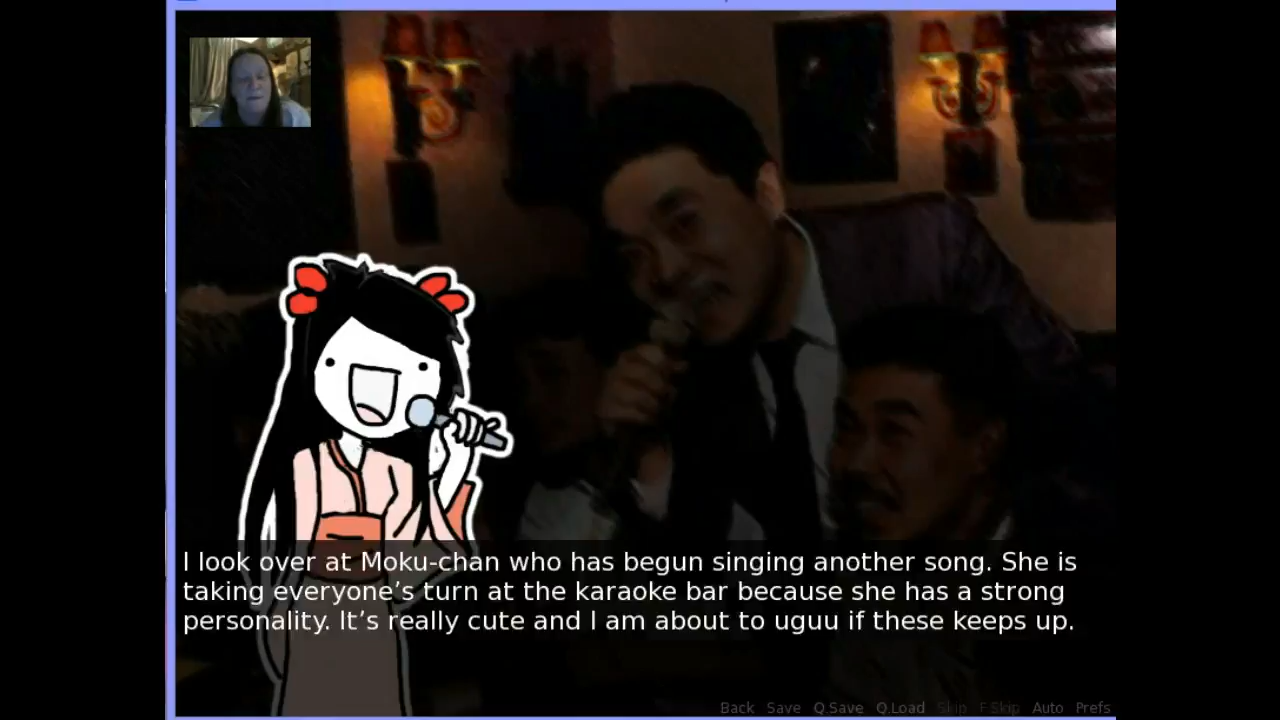 I look over at Moku-chan who has begun singing another song. She is
taking everyone’s turn at the karaoke bar because she has a strong
personality. It’s really cute and I am about to uguu if these keeps up.
Back Save Q.Save Q.Load Skip F.Skip Auto Prefs